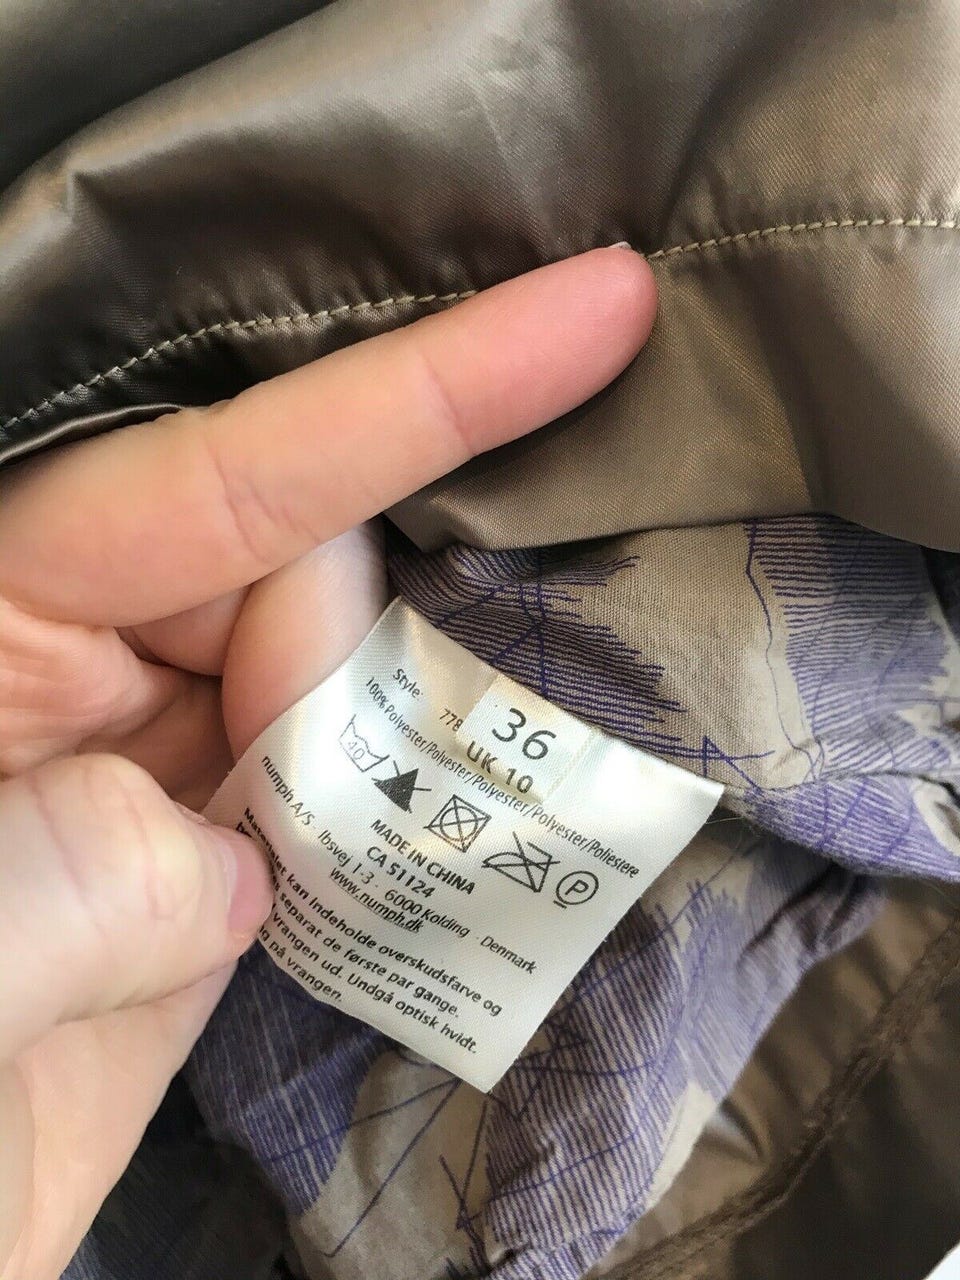 36
UK 10
Style: 778
100% Polyester/Polyester/Polyester/Polyester/Polyester/Poliestere
40
P
MADE IN CHINA
CA 51124
numph A/S · Ibsvej 1-3 · 6000 Kolding · Denmark
www.numph.dk
Materialet kan indeholde overskudsfarve og
separat de første par gange.
vrangen ud. Undgå optisk hvidt.
på vrangen.